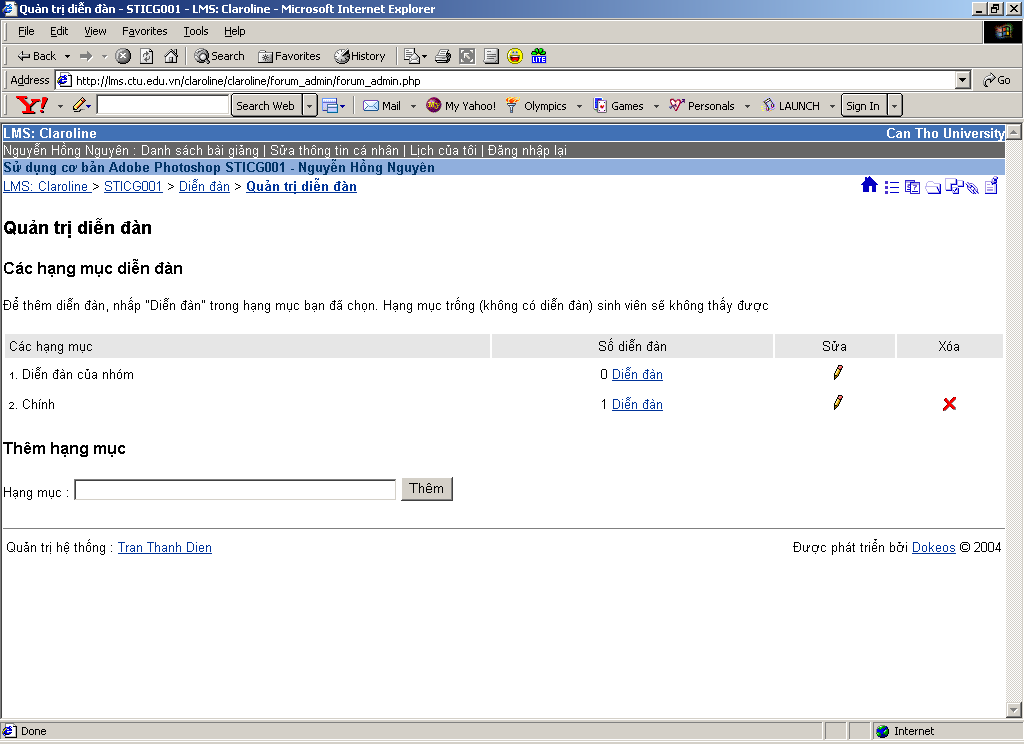 Quản trị diễn đàn - STICG001 - LMS: Claroline - Microsoft Internet Explorer
File Edit View Favorites Tools Help
Back Search Favorites History
Address http://lms.ctu.edu.vn/claroline/claroline/forum_admin/forum_admin.php Go
Y! Search Web Mail My Yahoo! Olympics Games Personals LAUNCH Sign In
LMS: Claroline Can Tho University
Nguyễn Hồng Nguyên : Danh sách bài giảng | Sửa thông tin cá nhân | Lịch của tôi | Đăng nhập lại
Sử dụng cơ bản Adobe Photoshop STICG001 - Nguyễn Hồng Nguyên
LMS: Claroline > STICG001 > Diễn đàn > Quản trị diễn đàn
Quản trị diễn đàn
Các hạng mục diễn đàn
Để thêm diễn đàn, nhấp "Diễn đàn" trong hạng mục bạn đã chọn. Hạng mục trống (không có diễn đàn) sinh viên sẽ không thấy được
Các hạng mục Số diễn đàn Sửa Xóa
1. Diễn đàn của nhóm 0 Diễn đàn
2. Chính 1 Diễn đàn
Thêm hạng mục
Hạng mục : Thêm
Quản trị hệ thống : Tran Thanh Dien Được phát triển bởi Dokeos © 2004
Done Internet